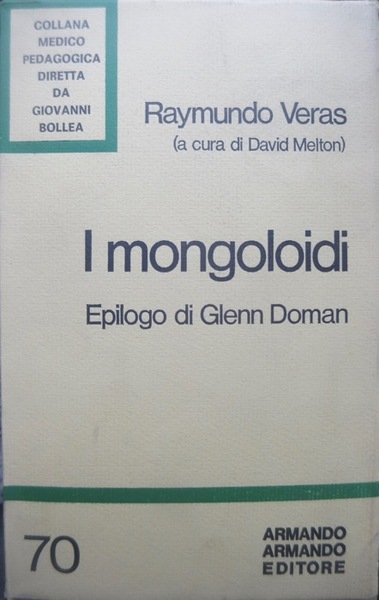 COLLANA
MEDICO
PEDAGOGICA
DIRETTA
DA
GIOVANNI
BOLLEA
Raymundo Veras
(a cura di David Melton)
I mongoloidi
Epilogo di Glenn Doman
70
ARMANDO
ARMANDO
EDITORE